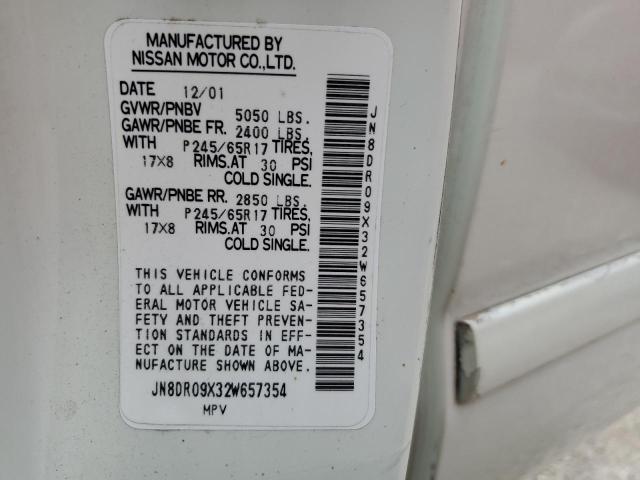 MANUFACTURED BY
NISSAN MOTOR CO.,LTD.
DATE 12/01
GVWR/PNBV 5050 LBS.
GAWR/PNBE FR. 2400 LBS.
WITH P245/65R17 TIRES,
17X8 RIMS.AT 30 PSI
COLD SINGLE.
GAWR/PNBE RR. 2850 LBS.
WITH P245/65R17 TIRES,
17X8 RIMS.AT 30 PSI
COLD SINGLE.
THIS VEHICLE CONFORMS
TO ALL APPLICABLE FED-
ERAL MOTOR VEHICLE SA-
FETY AND THEFT PREVEN-
TION STANDARDS IN EFF-
ECT ON THE DATE OF MA-
NUFACTURE SHOWN ABOVE.
JN8DR09X32W657354
MPV
JN8DR09X32W657354